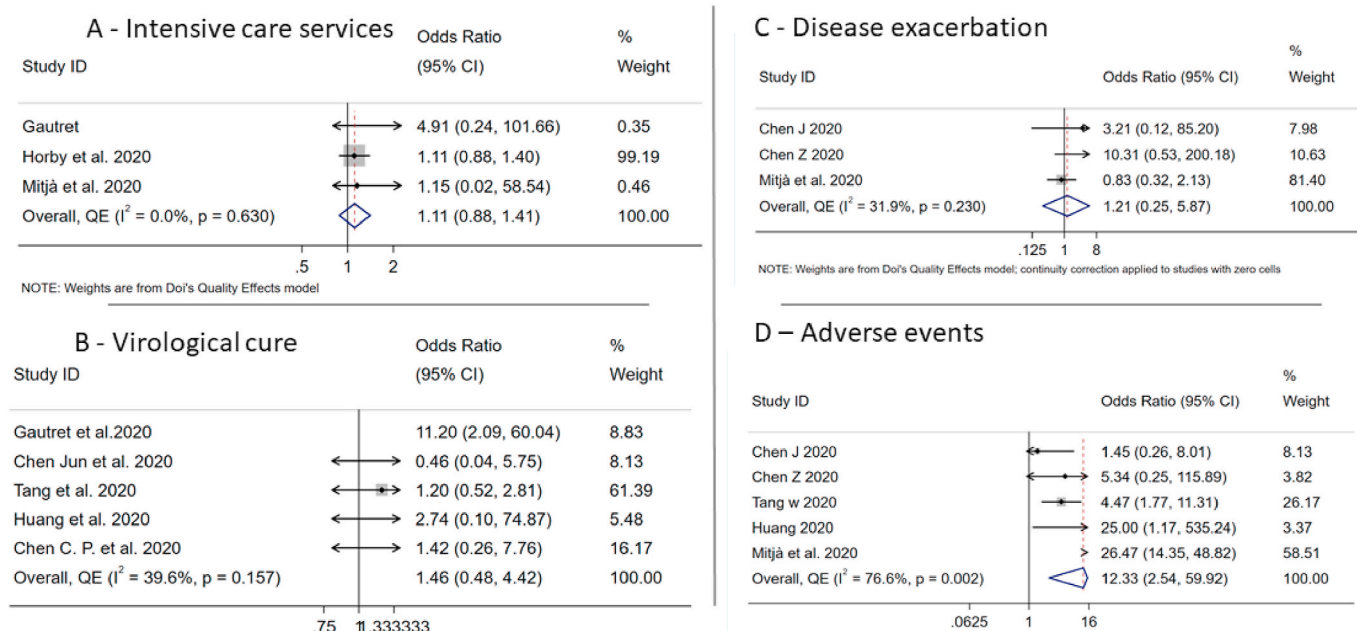 A - Intensive care services
Odds Ratio %
Study ID (95% CI) Weight
Gautret 4.91 (0.24, 101.66) 0.35
Horby et al. 2020 1.11 (0.88, 1.40) 99.19
Mitjà et al. 2020 1.15 (0.02, 58.54) 0.46
Overall, QE (I² = 0.0%, p = 0.630) 1.11 (0.88, 1.41) 100.00
.5 1 2
NOTE: Weights are from Doi's Quality Effects model
B - Virological cure
Odds Ratio %
Study ID (95% CI) Weight
Gautret et al.2020 11.20 (2.09, 60.04) 8.83
Chen Jun et al. 2020 0.46 (0.04, 5.75) 8.13
Tang et al. 2020 1.20 (0.52, 2.81) 61.39
Huang et al. 2020 2.74 (0.10, 74.87) 5.48
Chen C. P. et al. 2020 1.42 (0.26, 7.76) 16.17
Overall, QE (I² = 39.6%, p = 0.157) 1.46 (0.48, 4.42) 100.00
.75 1 1.333333
C - Disease exacerbation
%
Study ID Odds Ratio (95% CI) Weight
Chen J 2020 3.21 (0.12, 85.20) 7.98
Chen Z 2020 10.31 (0.53, 200.18) 10.63
Mitjà et al. 2020 0.83 (0.32, 2.13) 81.40
Overall, QE (I² = 31.9%, p = 0.230) 1.21 (0.25, 5.87) 100.00
.125 1 8
NOTE: Weights are from Doi's Quality Effects model; continuity correction applied to studies with zero cells
D – Adverse events
%
Study ID Odds Ratio (95% CI) Weight
Chen J 2020 1.45 (0.26, 8.01) 8.13
Chen Z 2020 5.34 (0.25, 115.89) 3.82
Tang w 2020 4.47 (1.77, 11.31) 26.17
Huang 2020 25.00 (1.17, 535.24) 3.37
Mitjà et al. 2020 26.47 (14.35, 48.82) 58.51
Overall, QE (I² = 76.6%, p = 0.002) 12.33 (2.54, 59.92) 100.00
.0625 1 16